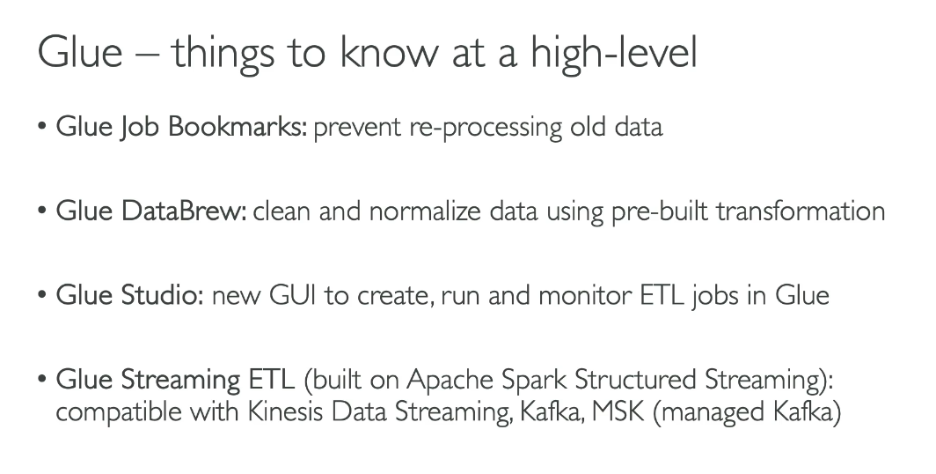 Glue – things to know at a high-level
• Glue Job Bookmarks: prevent re-processing old data
• Glue DataBrew: clean and normalize data using pre-built transformation
• Glue Studio: new GUI to create, run and monitor ETL jobs in Glue
• Glue Streaming ETL (built on Apache Spark Structured Streaming):
compatible with Kinesis Data Streaming, Kafka, MSK (managed Kafka)